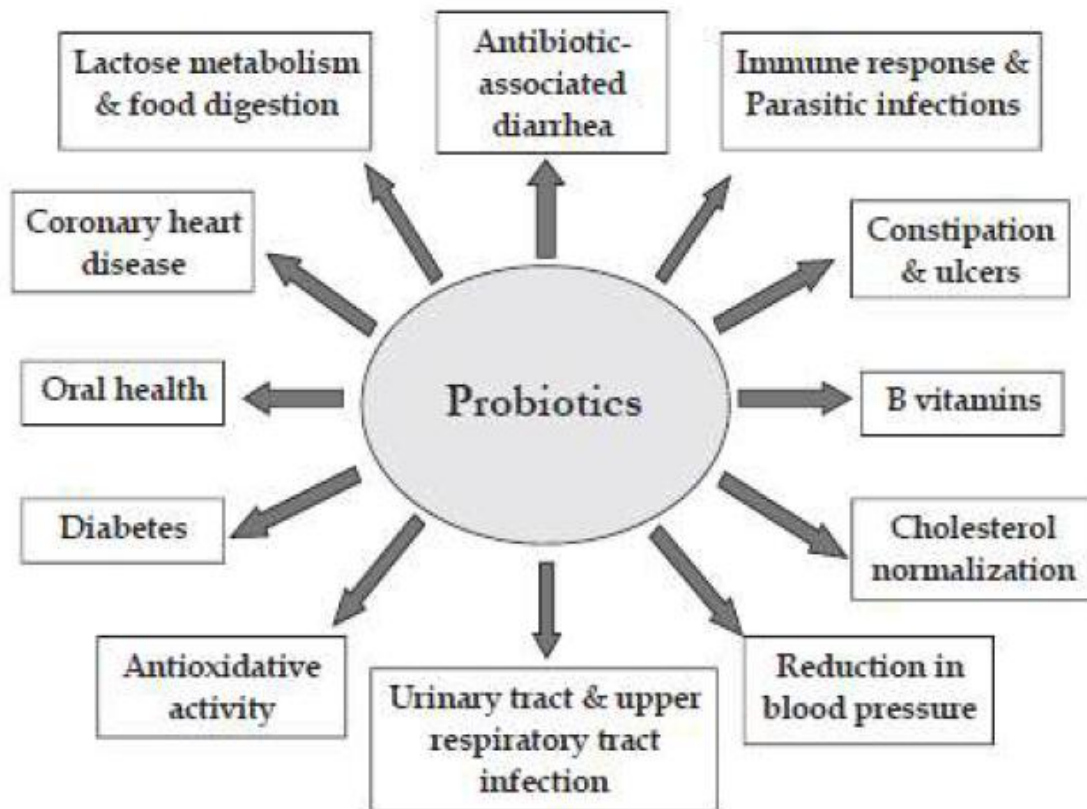 Lactose metabolism
& food digestion
Antibiotic-
associated
diarrhea
Immune response &
Parasitic infections
Coronary heart
disease
Constipation
& ulcers
Oral health
Probiotics
B vitamins
Diabetes
Cholesterol
normalization
Antioxidative
activity
Urinary tract & upper
respiratory tract
infection
Reduction in
blood pressure